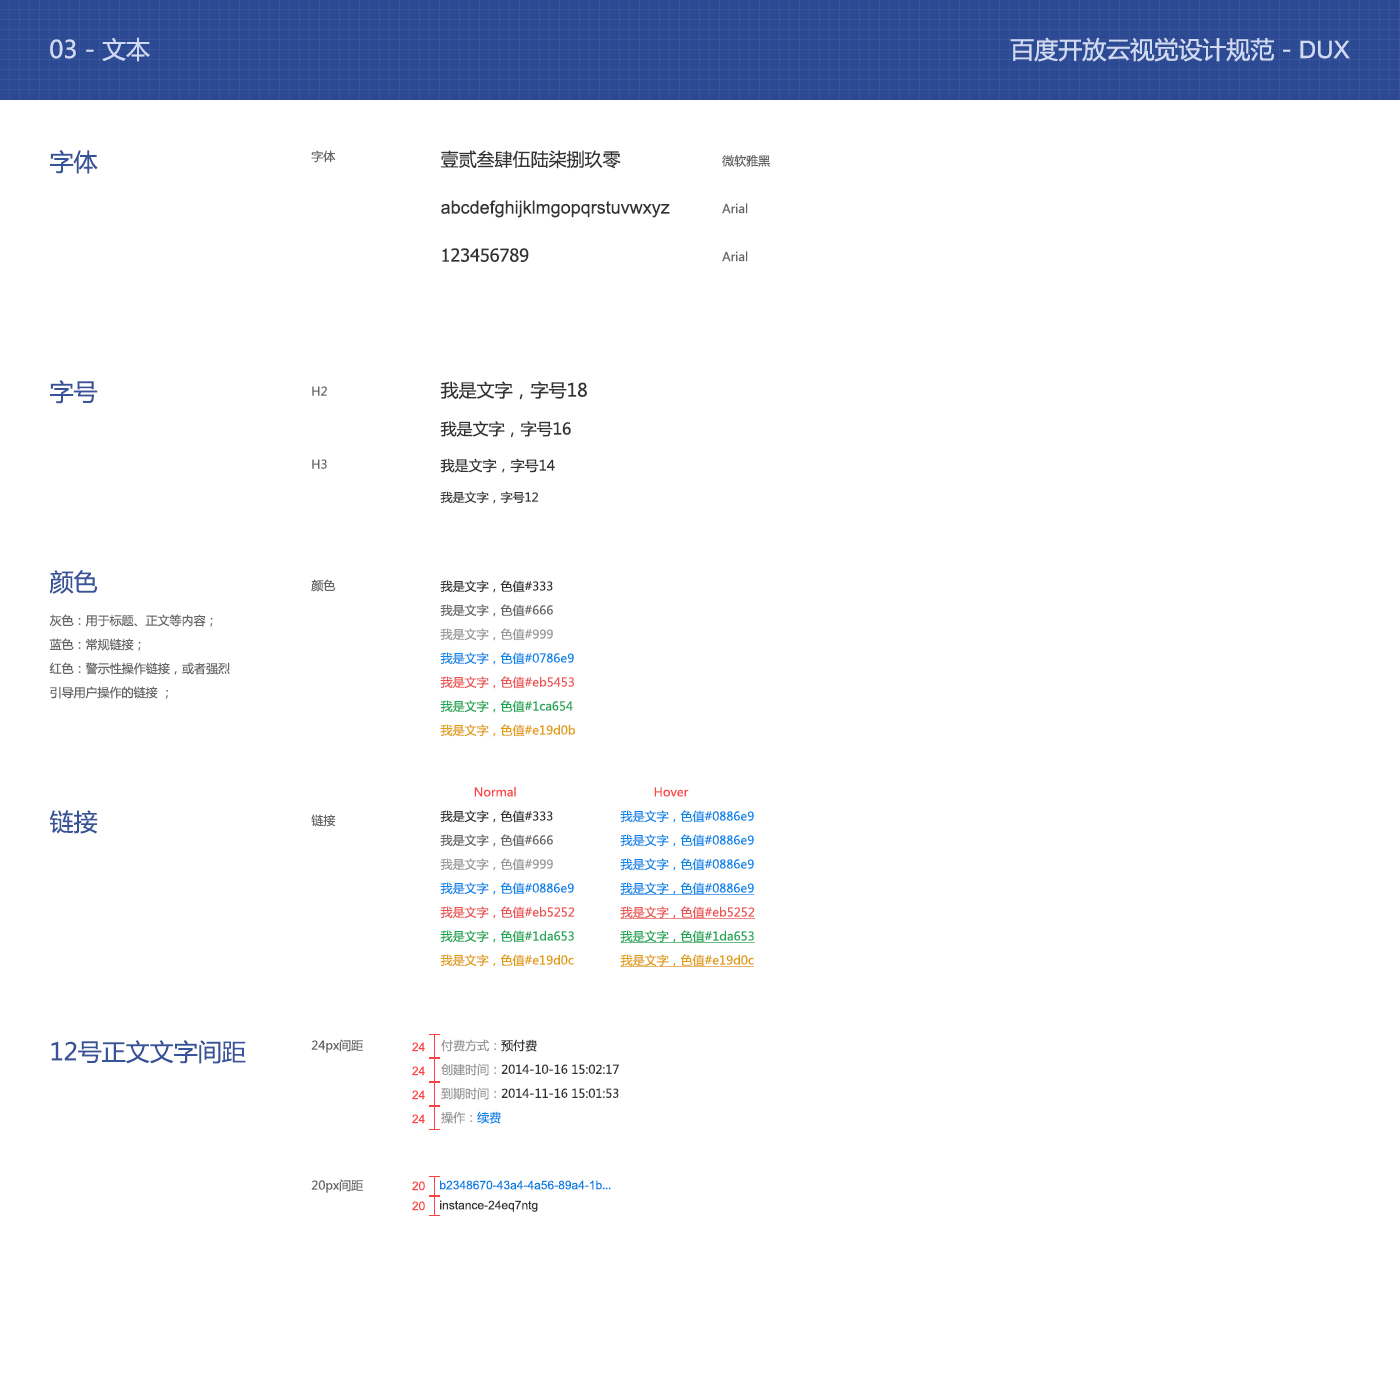 03 - 文本
百度开放云视觉设计规范 - DUX
字体
字体
壹贰叁肆伍陆柒捌玖零
微软雅黑
abcdefghijklmgopqrstuvwxyz
Arial
123456789
Arial
字号
H2
我是文字，字号18
我是文字，字号16
H3
我是文字，字号14
我是文字，字号12
颜色
灰色：用于标题、正文等内容；
蓝色：常规链接；
红色：警示性操作链接，或者强烈
引导用户操作的链接 ；
颜色
我是文字，色值#333
我是文字，色值#666
我是文字，色值#999
我是文字，色值#0786e9
我是文字，色值#eb5453
我是文字，色值#1ca654
我是文字，色值#e19d0b
链接
链接
Normal
Hover
我是文字，色值#333
我是文字，色值#0886e9
我是文字，色值#666
我是文字，色值#0886e9
我是文字，色值#999
我是文字，色值#0886e9
我是文字，色值#0886e9
我是文字，色值#0886e9
我是文字，色值#eb5252
我是文字，色值#eb5252
我是文字，色值#1da653
我是文字，色值#1da653
我是文字，色值#e19d0c
我是文字，色值#e19d0c
12号正文文字间距
24px间距
24 付费方式：预付费
24 创建时间：2014-10-16 15:02:17
24 到期时间：2014-11-16 15:01:53
24 操作：续费
20px间距
20 b2348670-43a4-4a56-89a4-1b...
20 instance-24eq7ntg